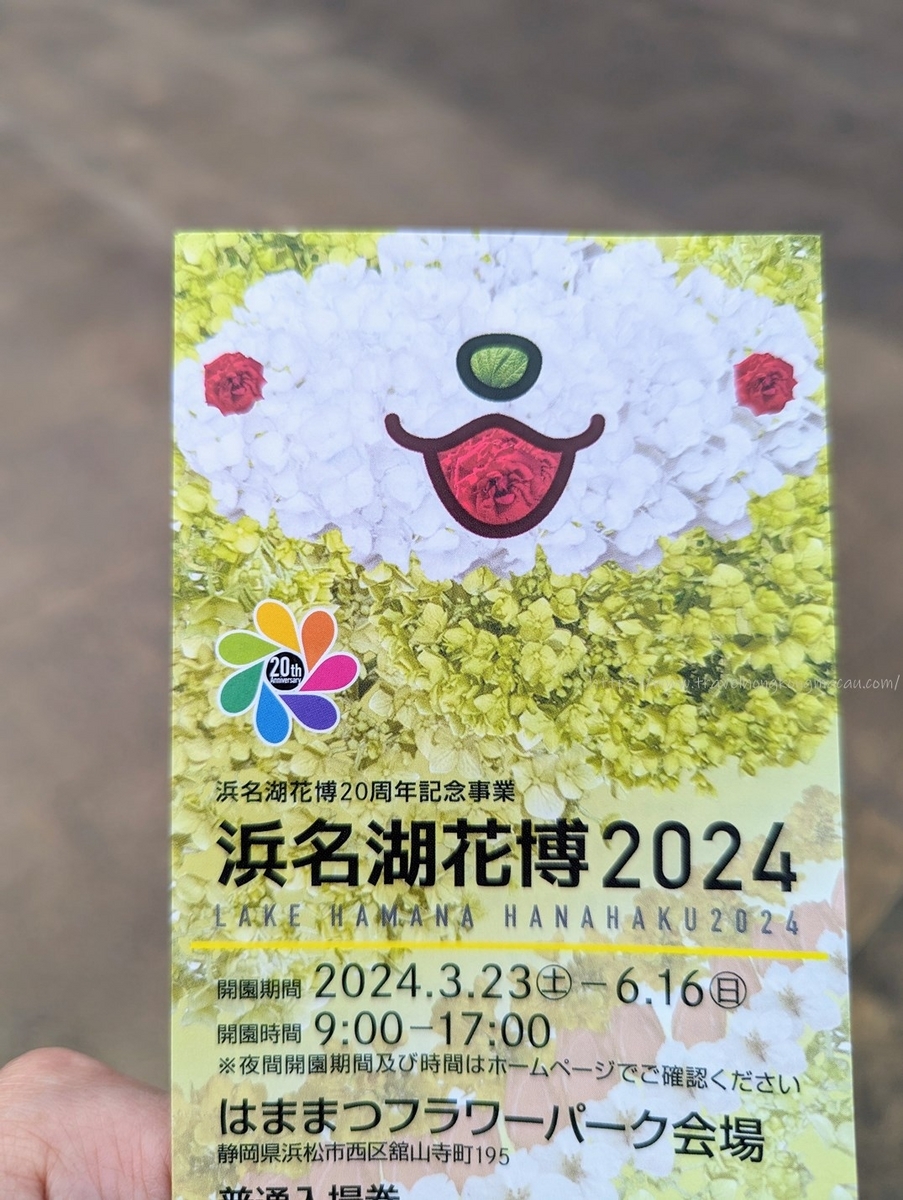 20th
Anniversary
浜名湖花博20周年記念事業
浜名湖花博2024
LAKE HAMANA HANAHAKU2024
開園期間 2024.3.23㊏－6.16㊐
開園時間 9:00－17:00
※夜間開園期間及び時間はホームページでご確認ください
はままつフラワーパーク会場
静岡県浜松市西区舘山寺町195
普通入場券